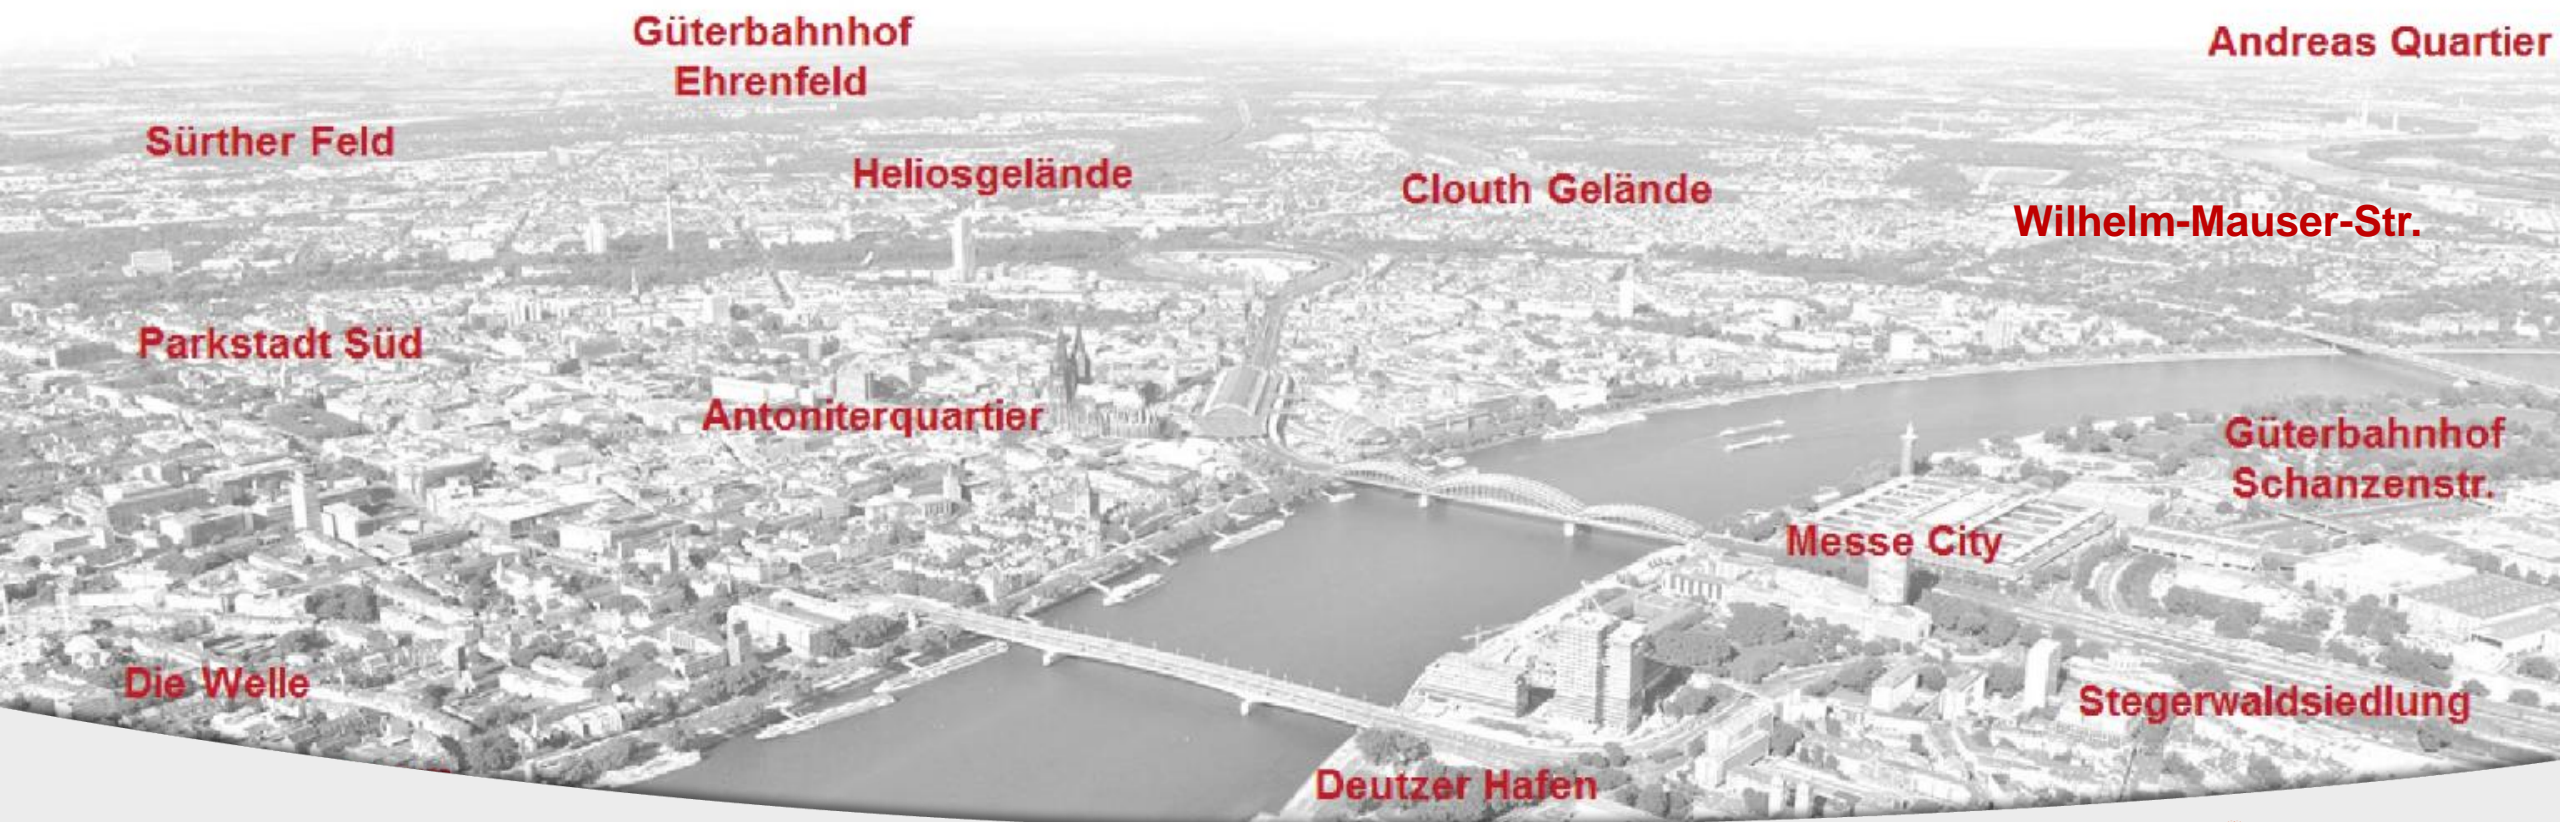 Güterbahnhof
Ehrenfeld
Andreas Quartier
Sürther Feld
Heliosgelände
Clouth Gelände
Wilhelm-Mauser-Str.
Parkstadt Süd
Antoniterquartier
Güterbahnhof
Schanzenstr.
Messe City
Die Welle
Stegerwaldsiedlung
Deutzer Hafen